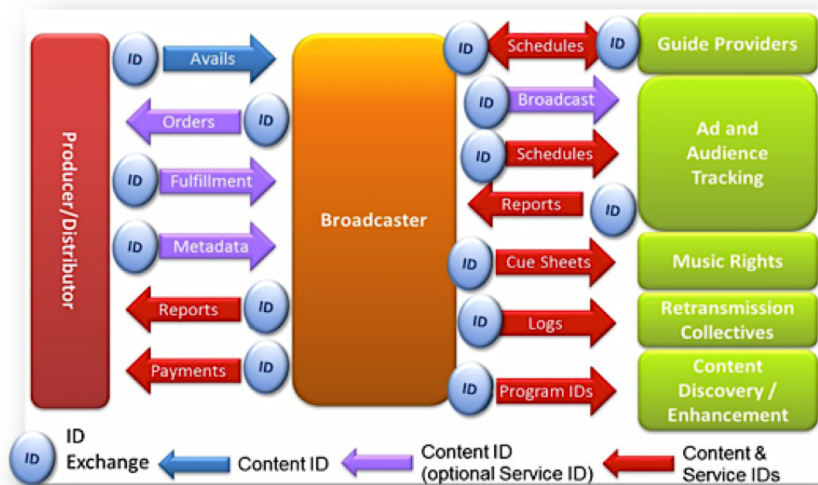 ID
Avails
ID
Schedules
ID
Guide Providers
Orders
ID
ID
Broadcast
Ad and
Audience
Tracking
ID
Fulfillment
ID
Schedules
Producer/Distributor
Broadcaster
Reports
ID
ID
Metadata
ID
Cue Sheets
Music Rights
Reports
ID
ID
Logs
Retransmission
Collectives
Payments
ID
ID
Program IDs
Content
Discovery /
Enhancement
ID
ID
Exchange
Content ID
Content ID
(optional Service ID)
Content &
Service IDs